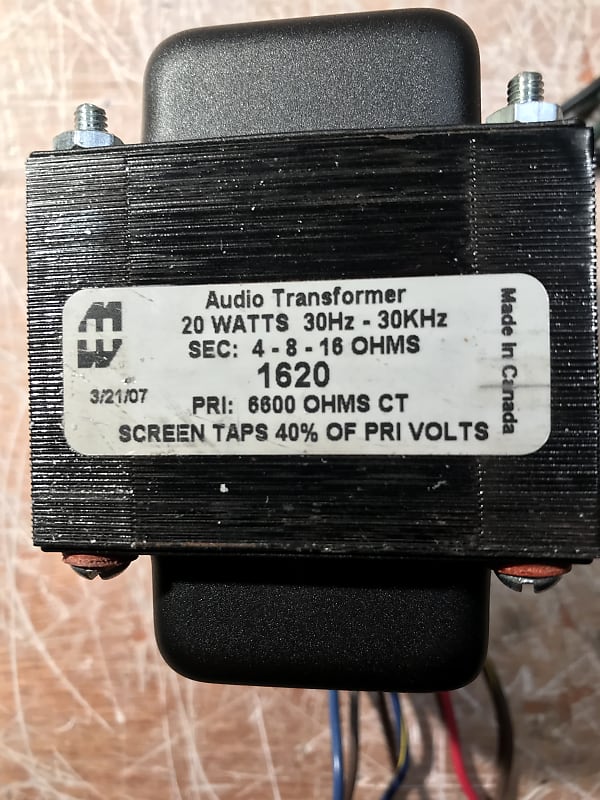 Audio Transformer
20 WATTS 30Hz - 30KHz
SEC: 4 - 8 - 16 OHMS
1620
3/21/07
PRI: 6600 OHMS CT
SCREEN TAPS 40% OF PRI VOLTS
Made In Canada